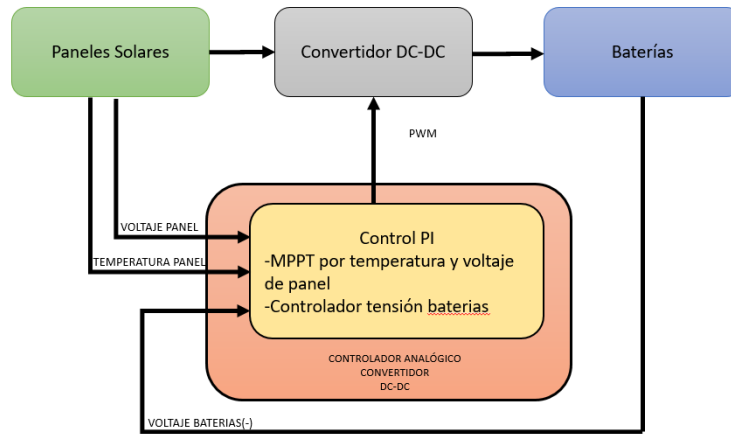 Paneles Solares
Convertidor DC-DC
Baterías
PWM
VOLTAJE PANEL
TEMPERATURA PANEL
Control PI
-MPPT por temperatura y voltaje
de panel
-Controlador tensión baterias
CONTROLADOR ANALÓGICO
CONVERTIDOR
DC-DC
VOLTAJE BATERIAS(-)